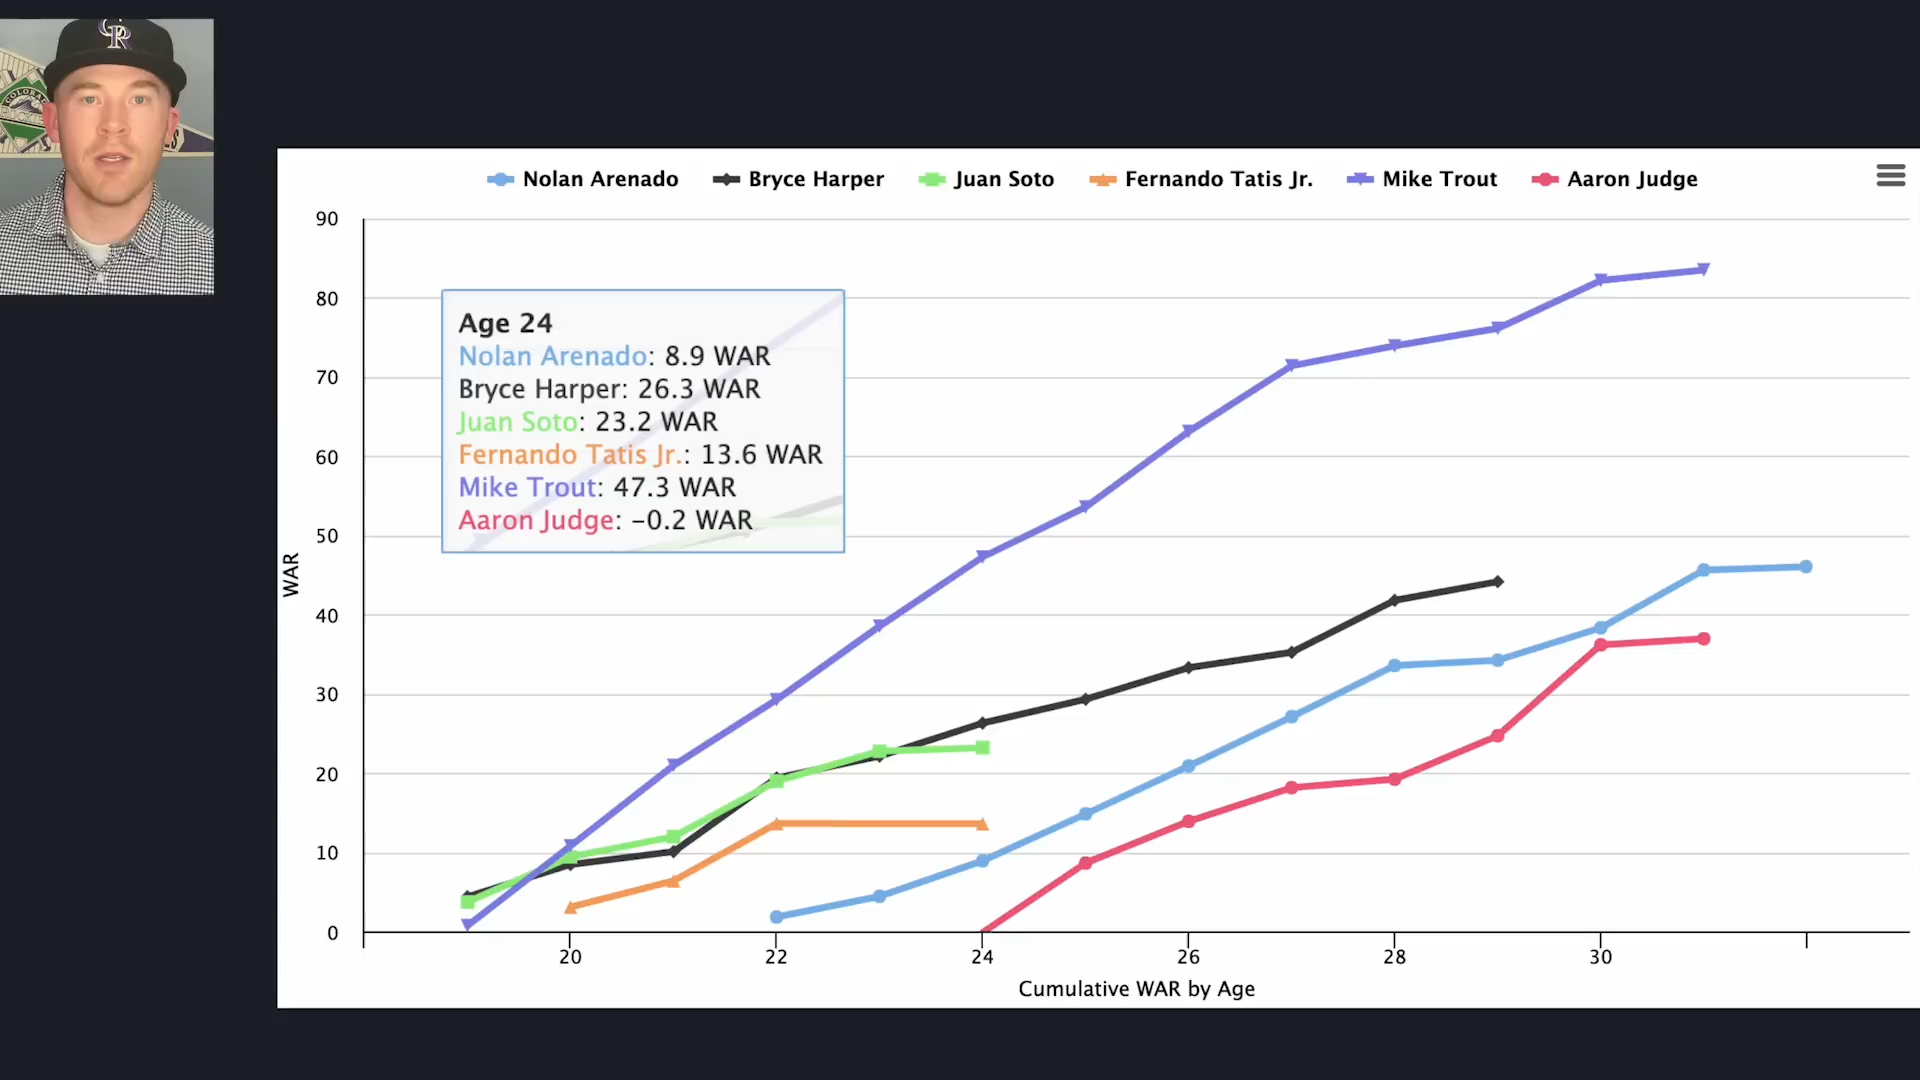 CR
COLORADO
Nolan Arenado Bryce Harper Juan Soto Fernando Tatis Jr. Mike Trout Aaron Judge
90
80
70
60
50
40
30
20
10
0
WAR
Age 24
Nolan Arenado: 8.9 WAR
Bryce Harper: 26.3 WAR
Juan Soto: 23.2 WAR
Fernando Tatis Jr.: 13.6 WAR
Mike Trout: 47.3 WAR
Aaron Judge: −0.2 WAR
20 22 24 26 28 30
Cumulative WAR by Age